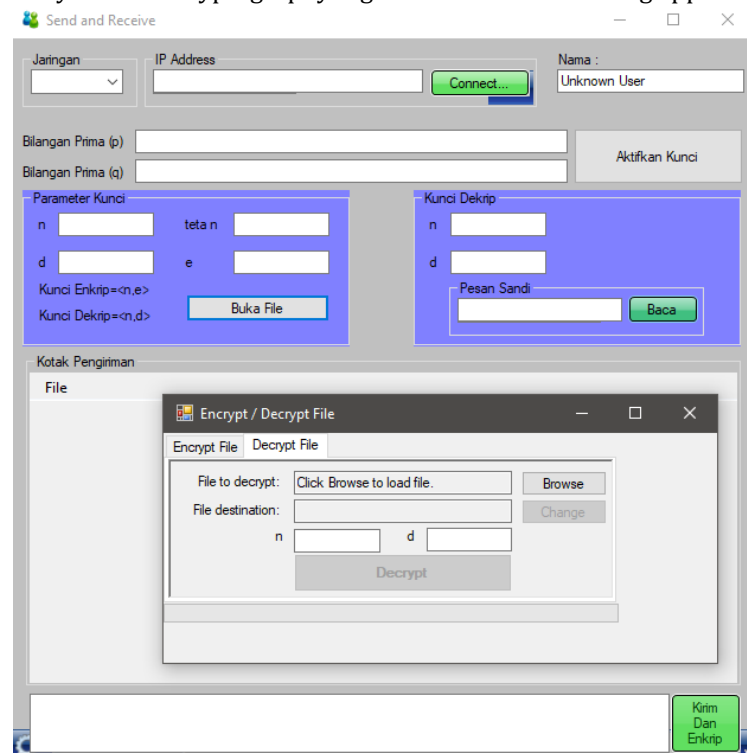 Send and Receive
Jaringan
IP Address
Connect...
Nama :
Unknown User
Bilangan Prima (p)
Bilangan Prima (q)
Aktifkan Kunci
Parameter Kunci
n
teta n
d
e
Kunci Enkrip=<n,e>
Kunci Dekrip=<n,d>
Buka File
Kunci Dekrip
n
d
Pesan Sandi
Baca
Kotak Pengiriman
File
Encrypt / Decrypt File
Encrypt File Decrypt File
File to decrypt: Click Browse to load file. Browse
File destination: Change
n d
Decrypt
Kirim
Dan
Enkrip